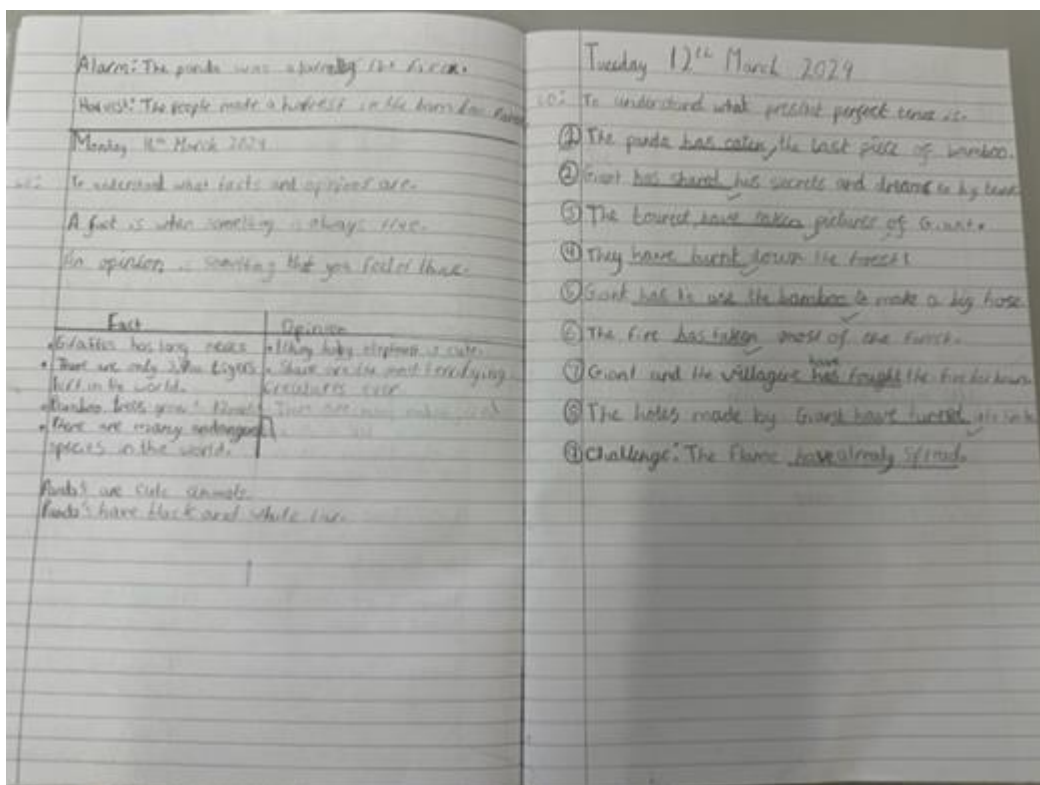 Alarm: The panda was alarming the
Harvest: The people made a harvest in the
Monday 11th March 2024
LO: To understand what facts and opinions are.
A fact is when something is always true.
An opinion is something that you feel or think.
Fact
Opinion
• Giraffes has long necks
• baby elephant is cute.
• There are only tigers
left in the world.
• are the most terrifying
creatures ever
• Bamboo trees grow
• There are many endangered
species in the world.
Panda's are cute animals.
Panda's have black and white fur.
Tuesday 12th March 2024
LO: To understand what present perfect tense is.
① The panda has eaten the last piece of bamboo.
② Giant has shared his secrets and dreams
③ The tourist have taken pictures of Giant.
④ They have burnt down the forest
⑤ Giant has to use the bamboo to make a big hose
⑥ The fire has taken most of the forest.
⑦ Giant and the villagers has have fought the fire for hours.
⑧ The holes made by Giant have turned
⑨ Challenge: The flame have already spread.